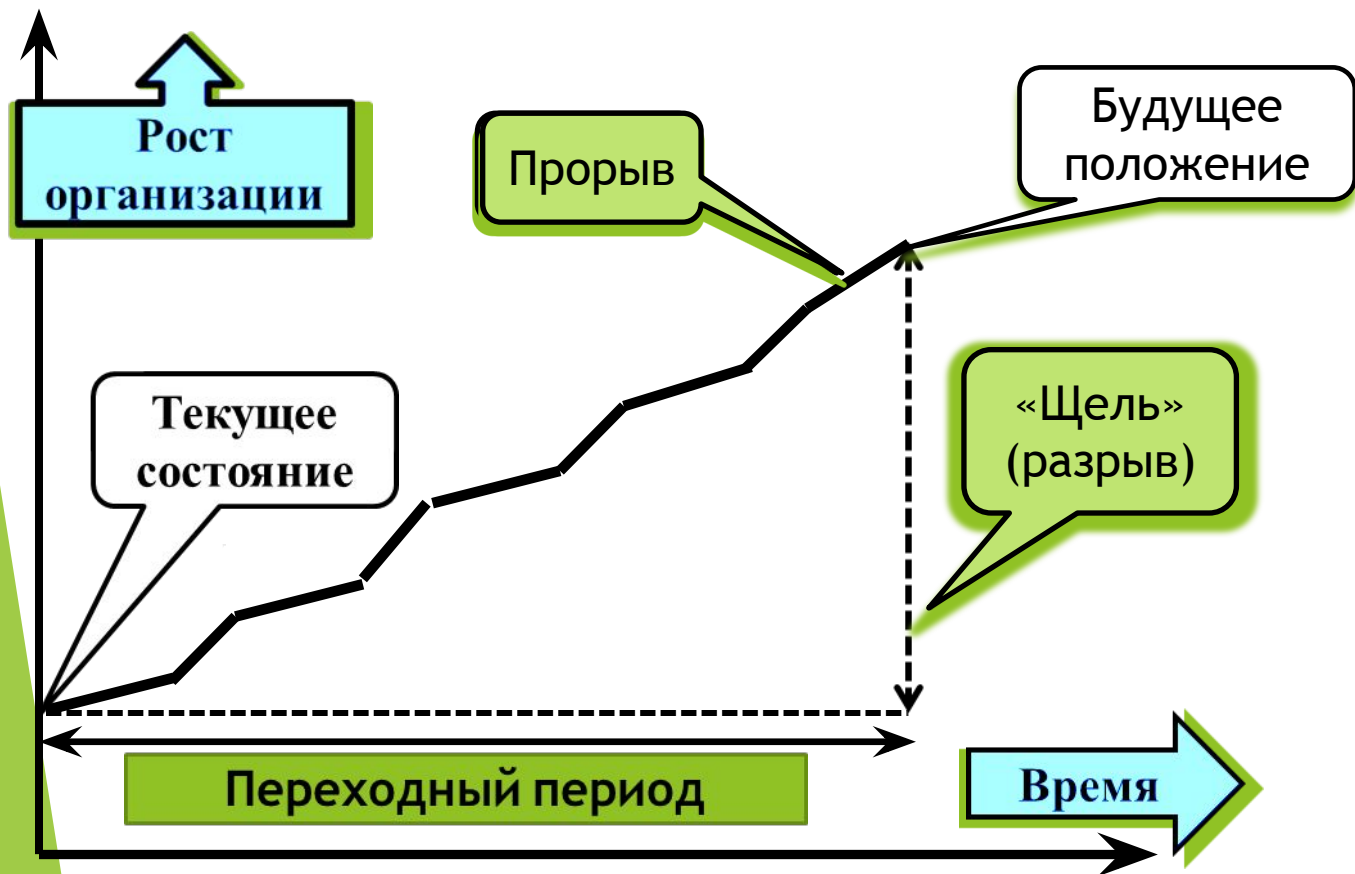 Рост
организации
Прорыв
Будущее
положение
Текущее
состояние
«Щель»
(разрыв)
Переходный период
Время